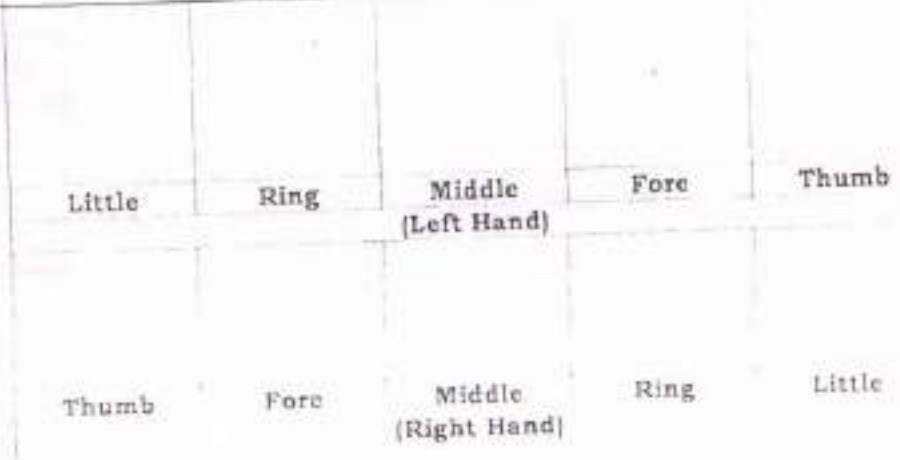 Little Ring Middle Fore Thumb
(Left Hand)
Thumb Fore Middle Ring Little
(Right Hand)